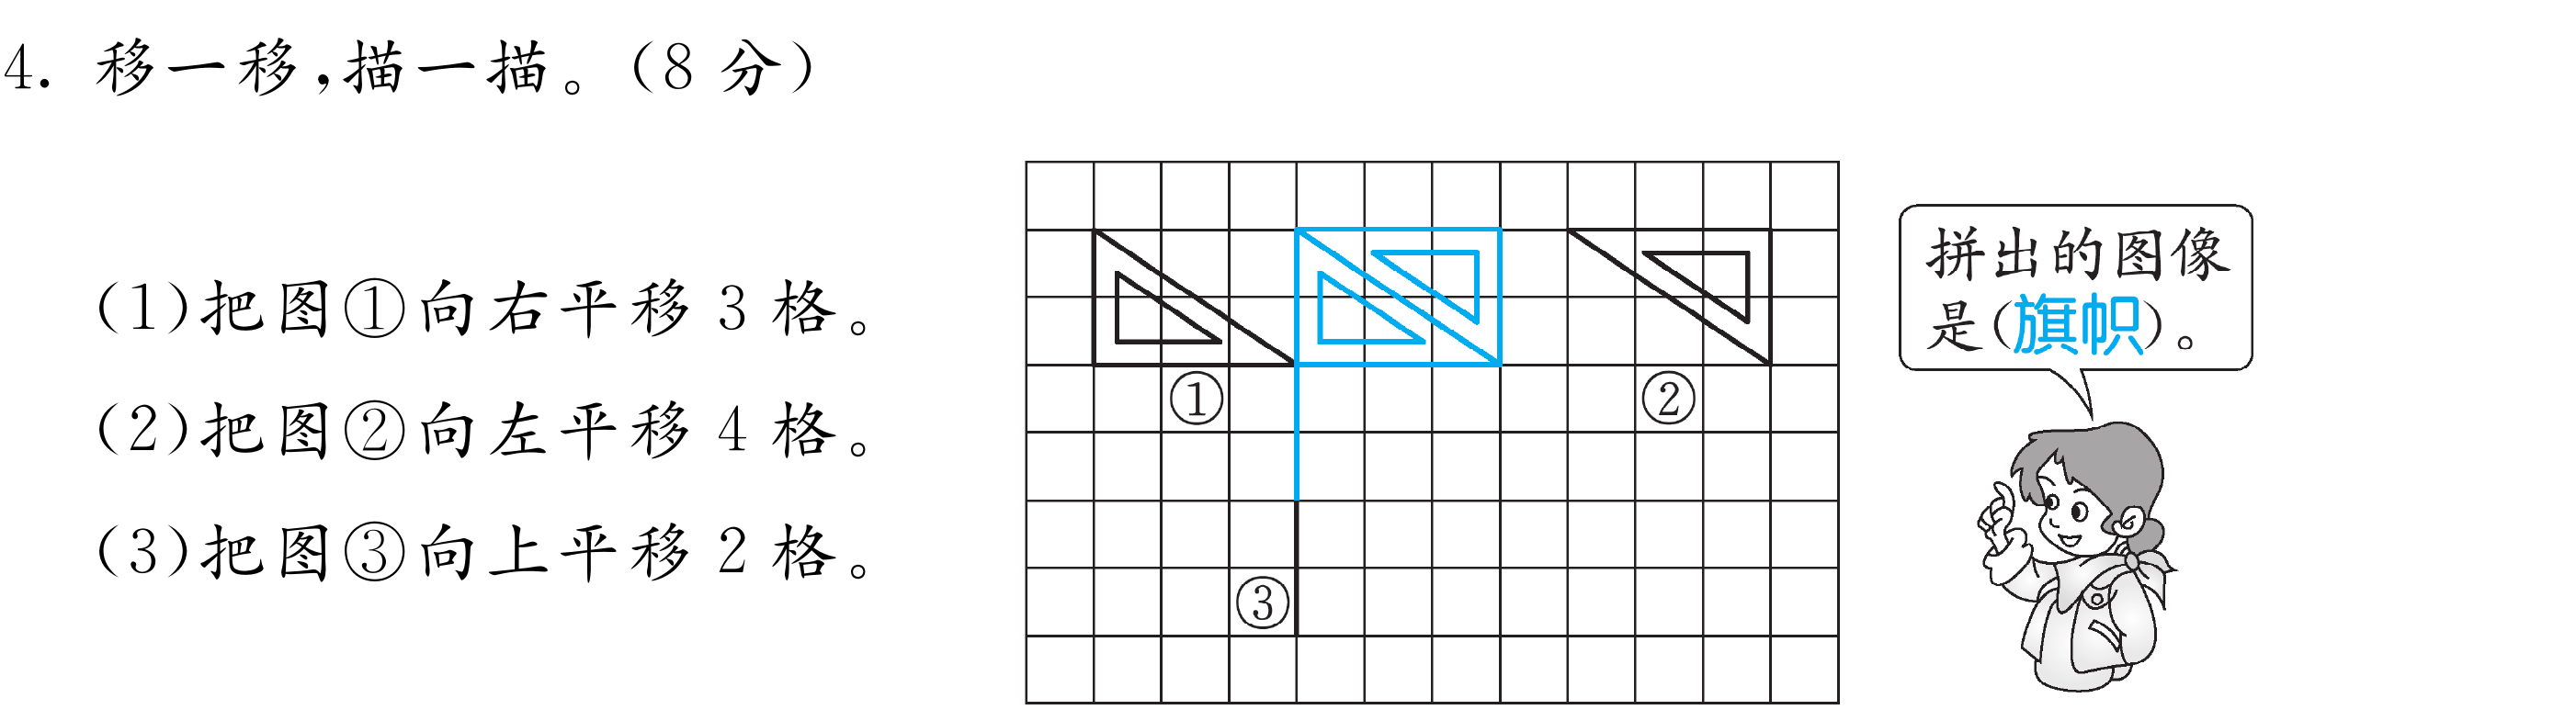 4. 移一移,描一描。(8 分)
(1)把图①向右平移 3 格。
(2)把图②向左平移 4 格。
(3)把图③向上平移 2 格。
①
②
③
拼出的图像
是(旗帜)。